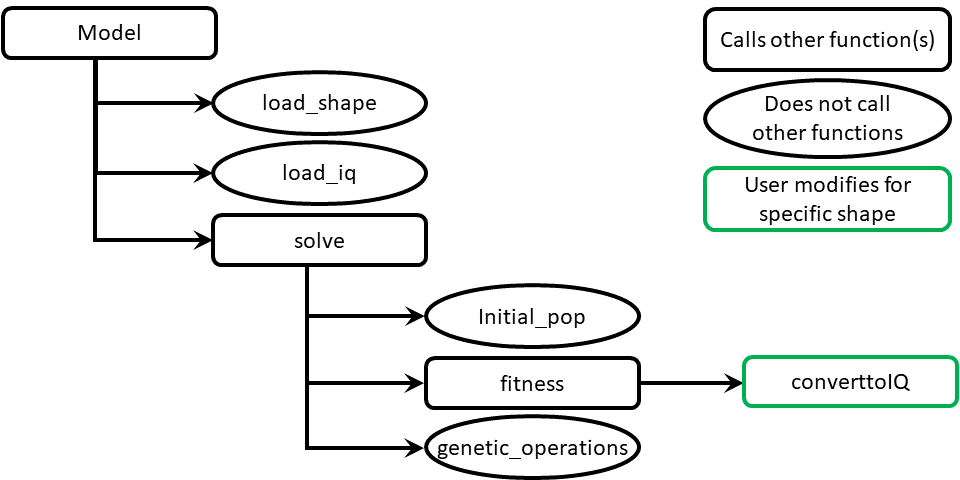 Model
load_shape
load_iq
solve
Initial_pop
fitness
genetic_operations
converttoIQ
Calls other function(s)
Does not call
other functions
User modifies for
specific shape